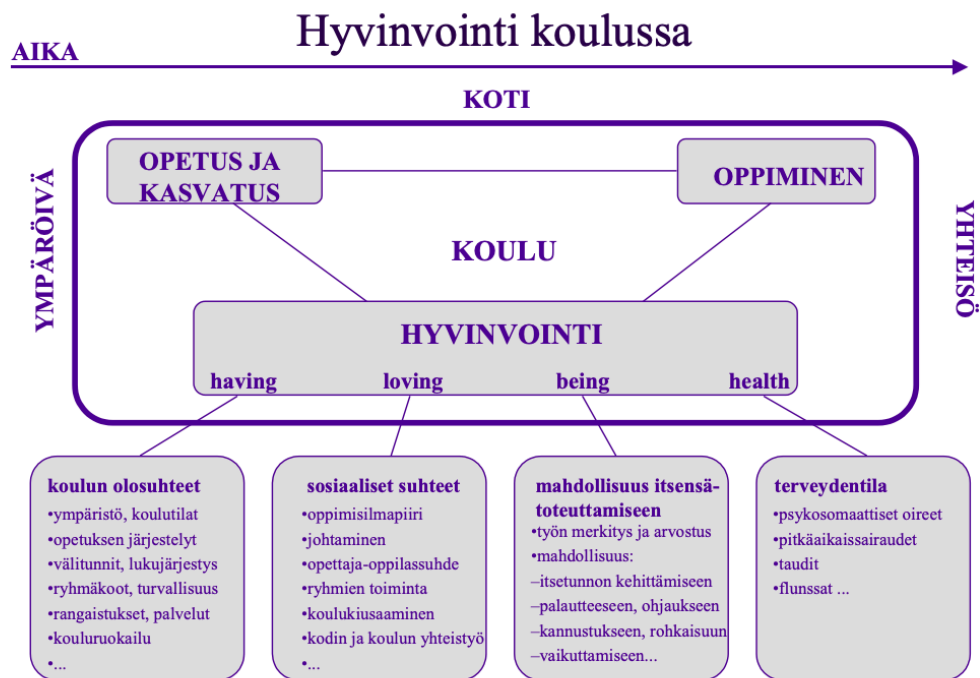 Hyvinvointi koulussa
AIKA
KOTI
YMPÄRÖIVÄ
YHTEISÖ
OPETUS JA
KASVATUS
OPPIMINEN
KOULU
HYVINVOINTI
having loving being health
koulun olosuhteet
•ympäristö, koulutilat
•opetuksen järjestelyt
•välitunnit, lukujärjestys
•ryhmäkoot, turvallisuus
•rangaistukset, palvelut
•kouluruokailu
•...
sosiaaliset suhteet
•oppimisilmapiiri
•johtaminen
•opettaja-oppilassuhde
•ryhmien toiminta
•koulukiusaaminen
•kodin ja koulun yhteistyö
•...
mahdollisuus itsensä-
toteuttamiseen
•työn merkitys ja arvostus
•mahdollisuus:
–itsetunnon kehittämiseen
–palautteeseen, ohjaukseen
–kannustukseen, rohkaisuun
–vaikuttamiseen...
terveydentila
•psykosomaattiset oireet
•pitkäaikaissairaudet
•taudit
•flunssat ...